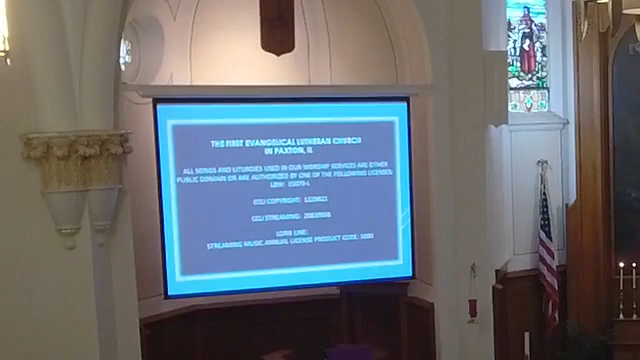 THE FIRST EVANGELICAL LUTHERAN CHURCH
IN PAXTON, IL
ALL SONGS AND LITURGIES USED IN OUR WORSHIP SERVICES ARE EITHER
PUBLIC DOMAIN OR ARE AUTHORIZED BY ONE OF THE FOLLOWING LICENSES:
CCLI COPYRIGHT:
CCLI STREAMING:
STREAMING MUSIC ANNUAL LICENSE PRODUCT CODE: